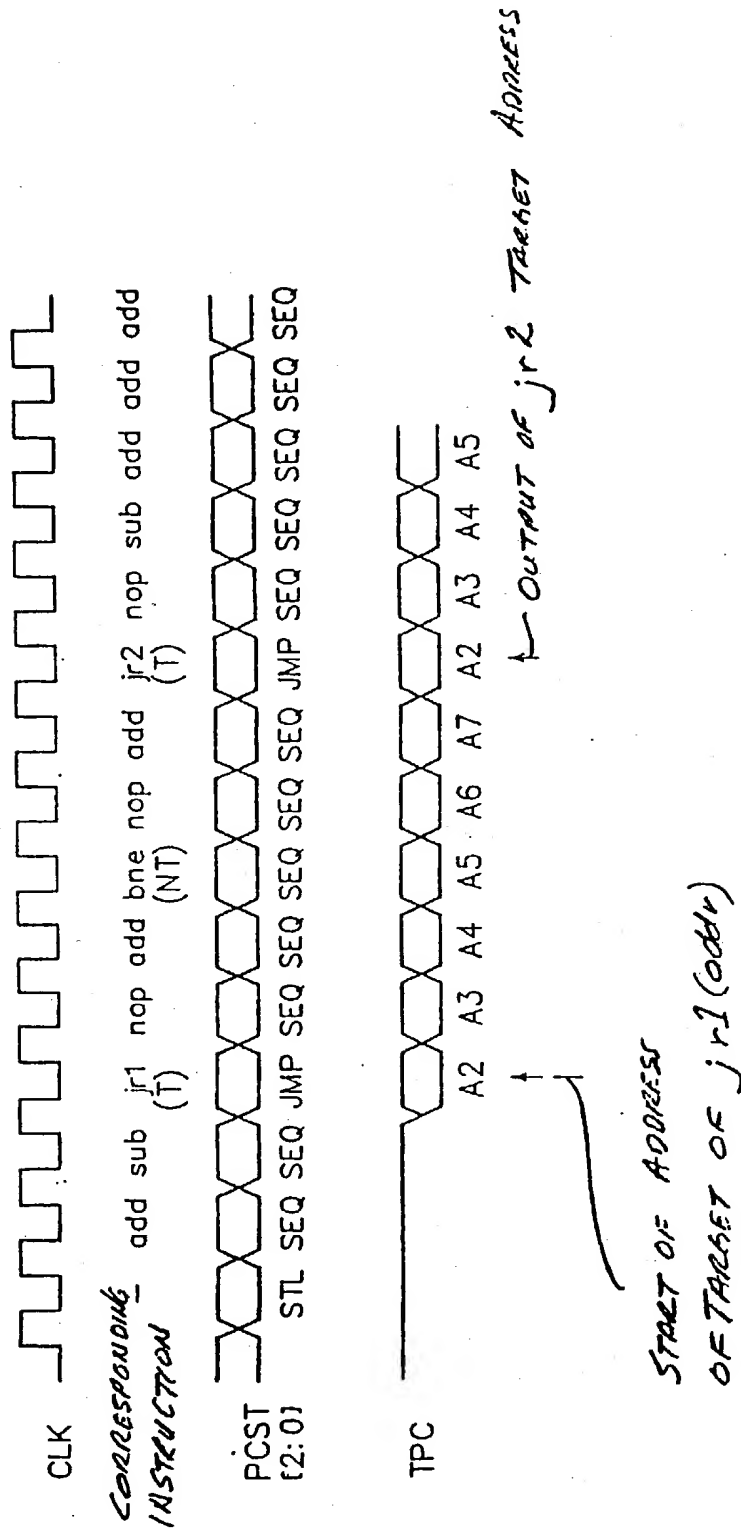 CLK
CORRESPONDING
INSTRUCTION
– add sub jr1 nop add bne nop add jr2 nop sub add add add
(T) (NT) (T)
PCST
[2:0]
STL SEQ SEQ JMP SEQ SEQ SEQ SEQ SEQ JMP SEQ SEQ SEQ SEQ SEQ
TPC
A2 A3 A4 A5 A6 A7 A2 A3 A4 A5
OUTPUT OF jr2 TARGET ADDRESS
START OF ADDRESS
OF TARGET OF jr1(addr)